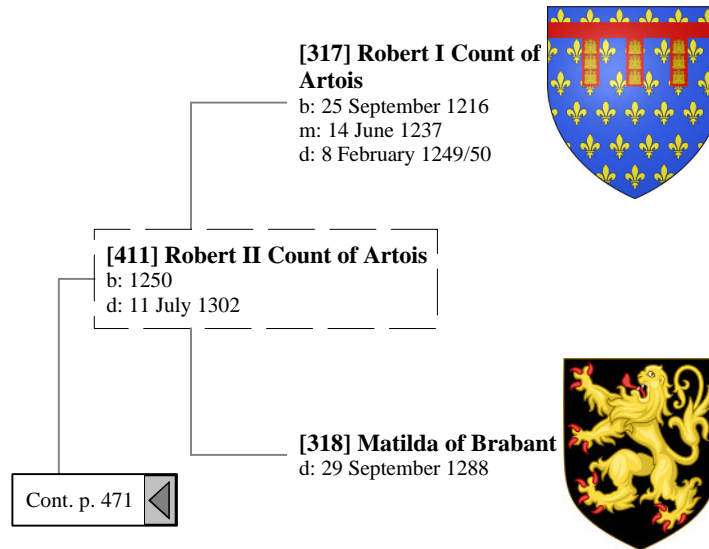 [317] Robert I Count of
Artois
b: 25 September 1216
m: 14 June 1237
d: 8 February 1249/50
[411] Robert II Count of Artois
b: 1250
d: 11 July 1302
[318] Matilda of Brabant
d: 29 September 1288
Cont. p. 471